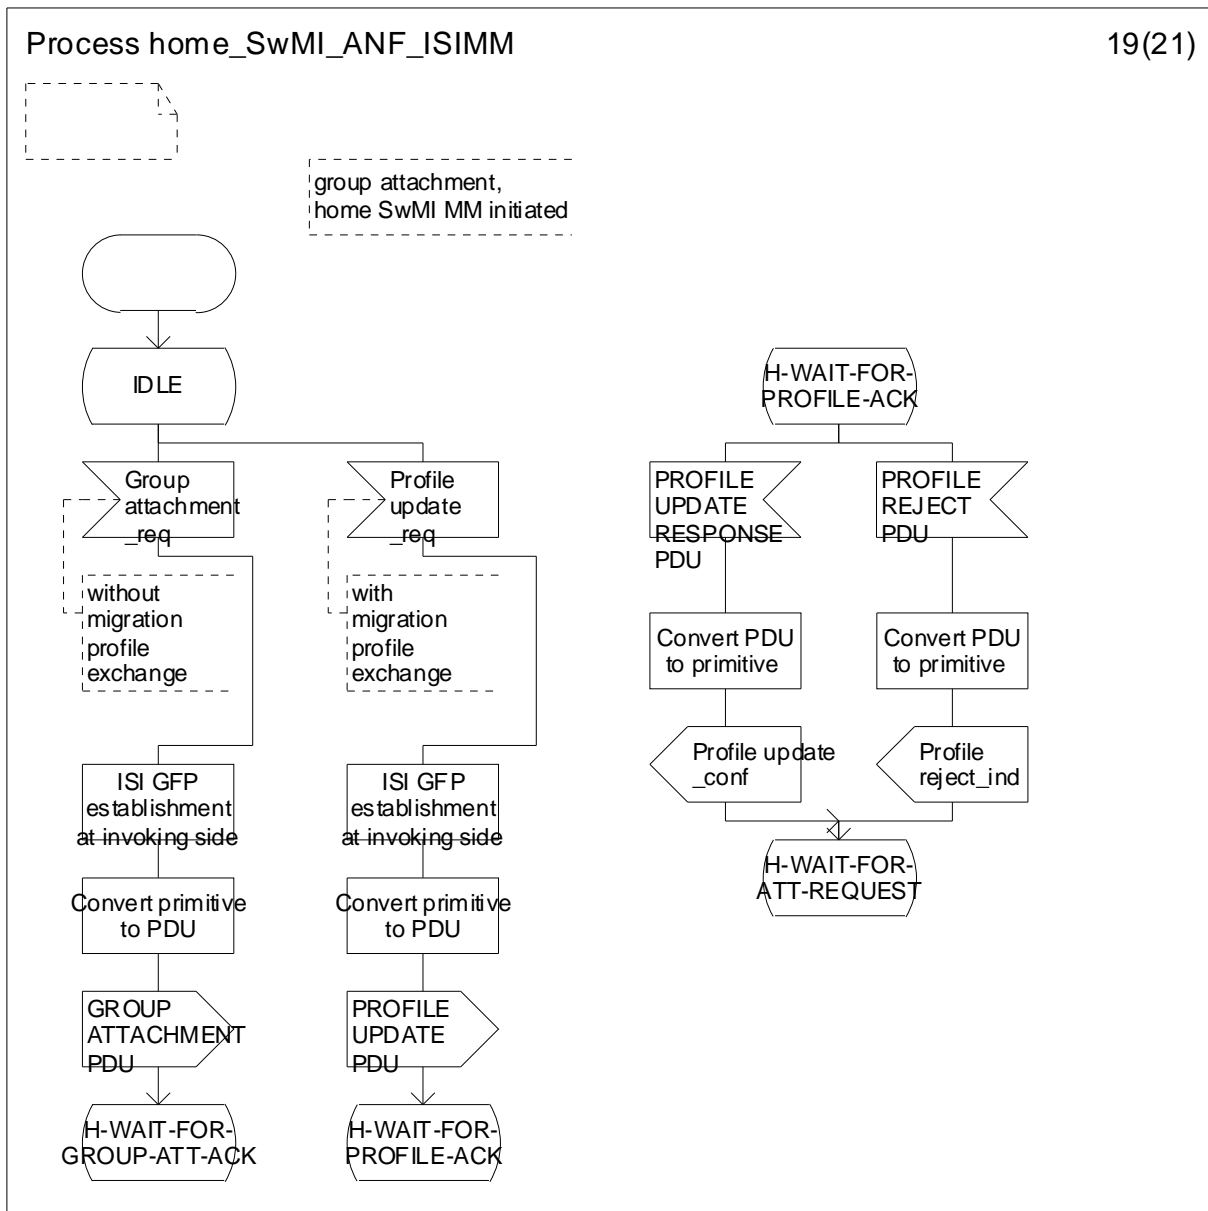 Process home_SwMI_ANF_ISIMM
19(21)
group attachment,
home SwMI MM initiated
IDLE
Group
attachment
_req
Profile
update
_req
without
migration
profile
exchange
with
migration
profile
exchange
ISI GFP
establishment
at invoking side
ISI GFP
establishment
at invoking side
Convert primitive
to PDU
Convert primitive
to PDU
GROUP
ATTACHMENT
PDU
PROFILE
UPDATE
PDU
H-WAIT-FOR-
GROUP-ATT-ACK
H-WAIT-FOR-
PROFILE-ACK
H-WAIT-FOR-
PROFILE-ACK
PROFILE
UPDATE
RESPONSE
PDU
PROFILE
REJECT
PDU
Convert PDU
to primitive
Convert PDU
to primitive
Profile update
_conf
Profile
reject_ind
H-WAIT-FOR-
ATT-REQUEST